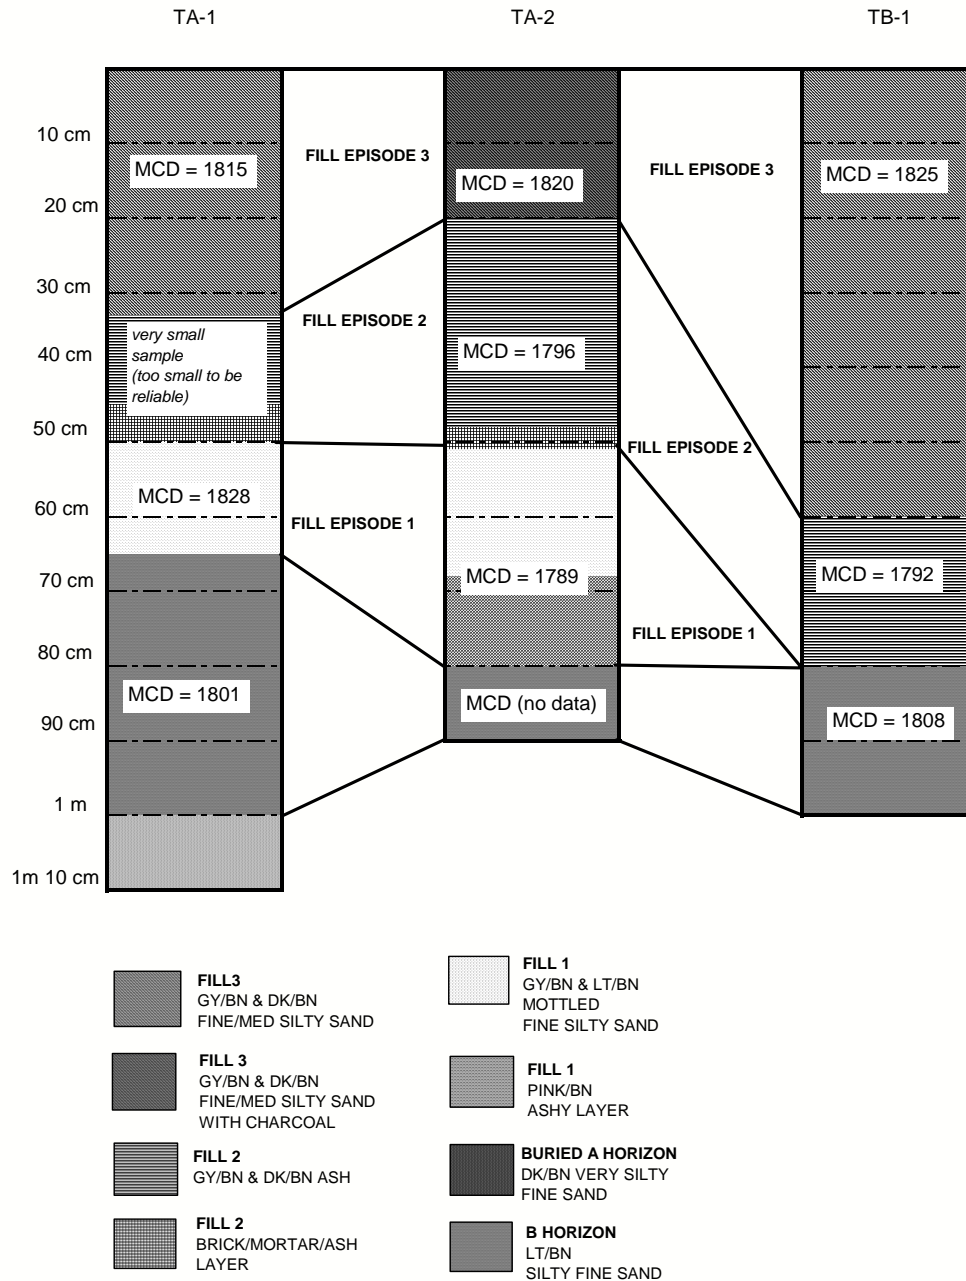 TA-1 TA-2 TB-1
10 cm
FILL EPISODE 3
MCD = 1815
MCD = 1820
FILL EPISODE 3
MCD = 1825
20 cm
30 cm
FILL EPISODE 2
very small
sample
(too small to be
reliable)
40 cm
MCD = 1796
50 cm
FILL EPISODE 2
MCD = 1828
60 cm
FILL EPISODE 1
70 cm
MCD = 1789
MCD = 1792
FILL EPISODE 1
80 cm
MCD = 1801
MCD (no data)
90 cm
MCD = 1808
1 m
1m 10 cm
FILL3
GY/BN & DK/BN
FINE/MED SILTY SAND
FILL 3
GY/BN & DK/BN
FINE/MED SILTY SAND
WITH CHARCOAL
FILL 2
GY/BN & DK/BN ASH
FILL 2
BRICK/MORTAR/ASH
LAYER
FILL 1
GY/BN & LT/BN
MOTTLED
FINE SILTY SAND
FILL 1
PINK/BN
ASHY LAYER
BURIED A HORIZON
DK/BN VERY SILTY
FINE SAND
B HORIZON
LT/BN
SILTY FINE SAND